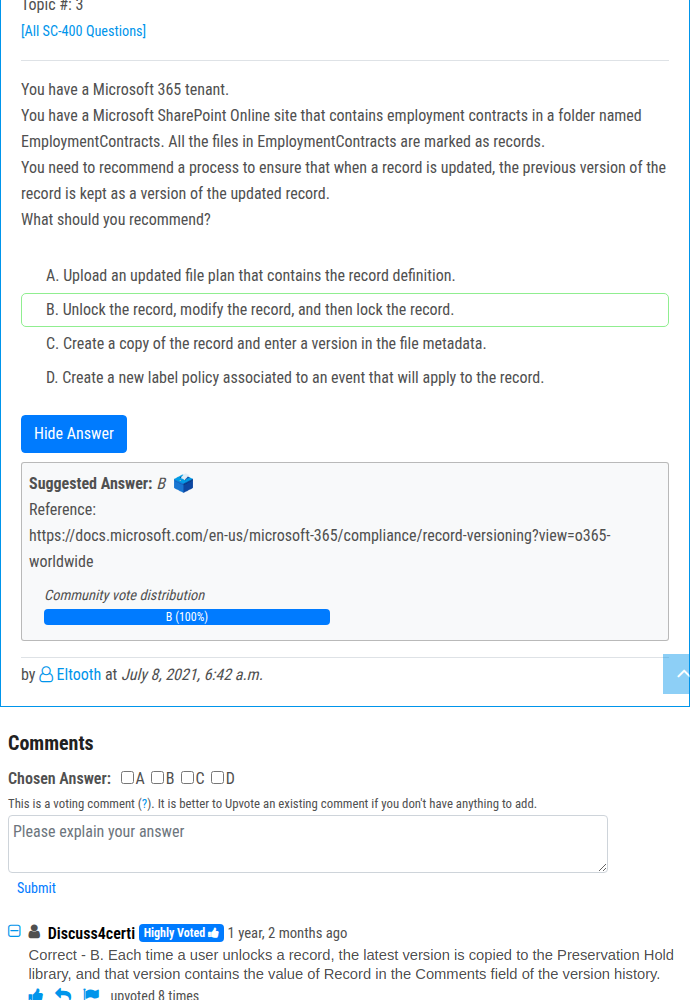 Topic #: 3
[All SC-400 Questions]
You have a Microsoft 365 tenant.
You have a Microsoft SharePoint Online site that contains employment contracts in a folder named
EmploymentContracts. All the files in EmploymentContracts are marked as records.
You need to recommend a process to ensure that when a record is updated, the previous version of the
record is kept as a version of the updated record.
What should you recommend?
A. Upload an updated file plan that contains the record definition.
B. Unlock the record, modify the record, and then lock the record.
C. Create a copy of the record and enter a version in the file metadata.
D. Create a new label policy associated to an event that will apply to the record.
Hide Answer
Suggested Answer: B
Reference:
https://docs.microsoft.com/en-us/microsoft-365/compliance/record-versioning?view=o365-
worldwide
Community vote distribution
B (100%)
by Eltooth at July 8, 2021, 6:42 a.m.
Comments
Chosen Answer: A B C D
This is a voting comment (?). It is better to Upvote an existing comment if you don't have anything to add.
Please explain your answer
Submit
Discuss4certi Highly Voted 1 year, 2 months ago
Correct - B. Each time a user unlocks a record, the latest version is copied to the Preservation Hold
library, and that version contains the value of Record in the Comments field of the version history.
upvoted 8 times